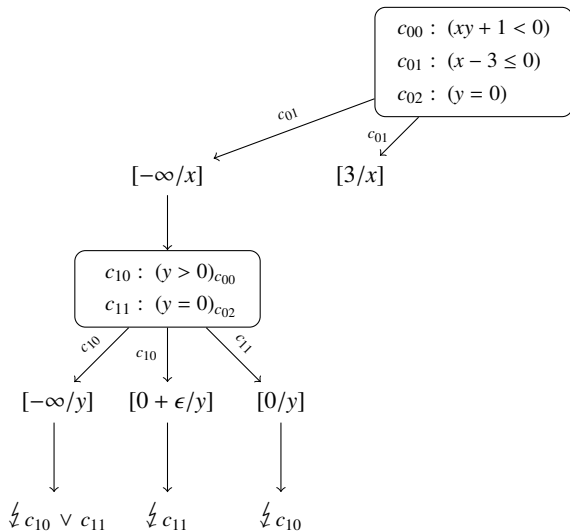 c₀₀ : (xy + 1 < 0)
c₀₁ : (x − 3 ≤ 0)
c₀₂ : (y = 0)
c₀₁
c₀₁
[−∞/x]
[3/x]
c₁₀ : (y > 0)c₀₀
c₁₁ : (y = 0)c₀₂
c₁₀
c₁₀
c₁₁
[−∞/y]
[0 + ϵ/y]
[0/y]
↯ c₁₀ ∨ c₁₁
↯ c₁₁
↯ c₁₀